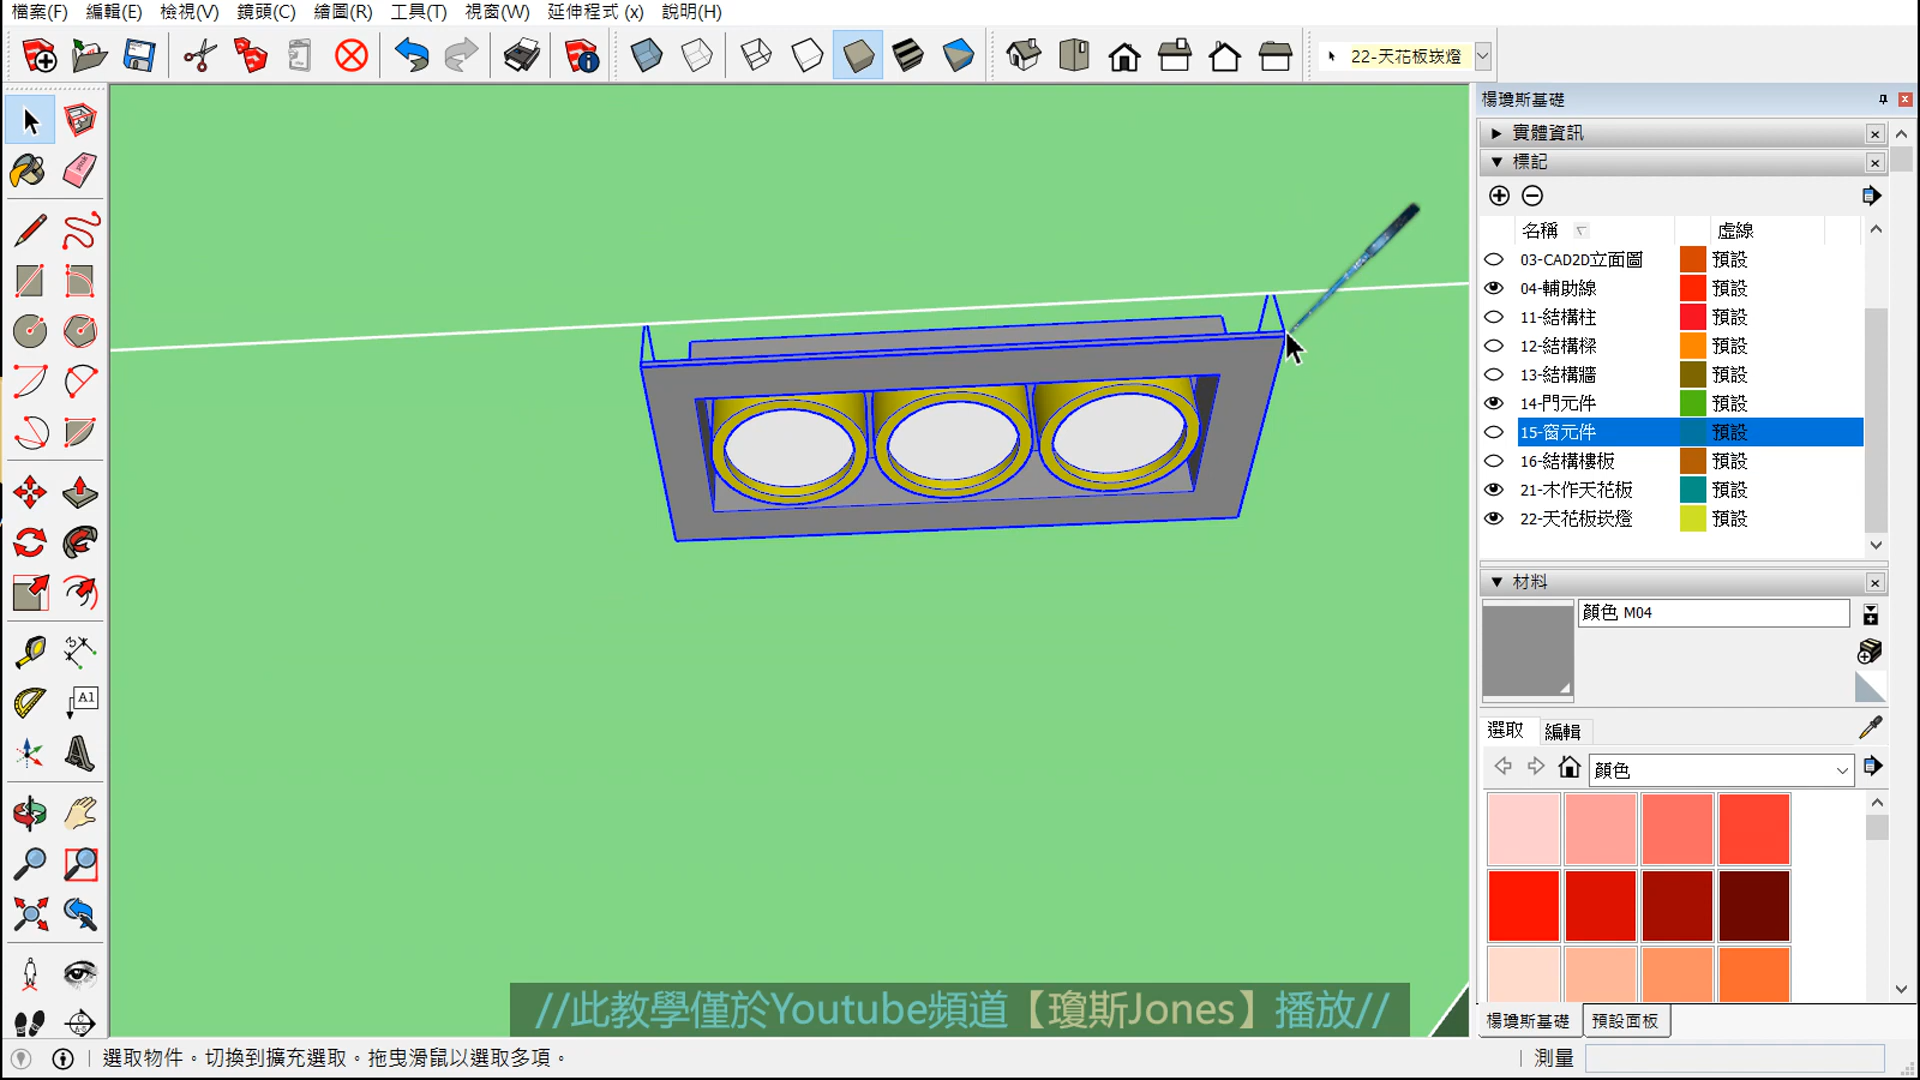 檔案(F) 編輯(E) 檢視(V) 鏡頭(C) 繪圖(R) 工具(T) 視窗(W) 延伸程式 (x) 說明(H)
22-天花板崁燈
楊瓊斯基礎
實體資訊
標記
名稱 虛線
03-CAD2D立面圖 預設
04-輔助線 預設
11-結構柱 預設
12-結構樑 預設
13-結構牆 預設
14-門元件 預設
15-窗元件 預設
16-結構樓板 預設
21-木作天花板 預設
22-天花板崁燈 預設
材料
顏色 M04
A1
選取 編輯
顏色
//此教學僅於Youtube頻道【瓊斯Jones】播放//
楊瓊斯基礎 預設面板
選取物件。切換到擴充選取。拖曳滑鼠以選取多項。
測量